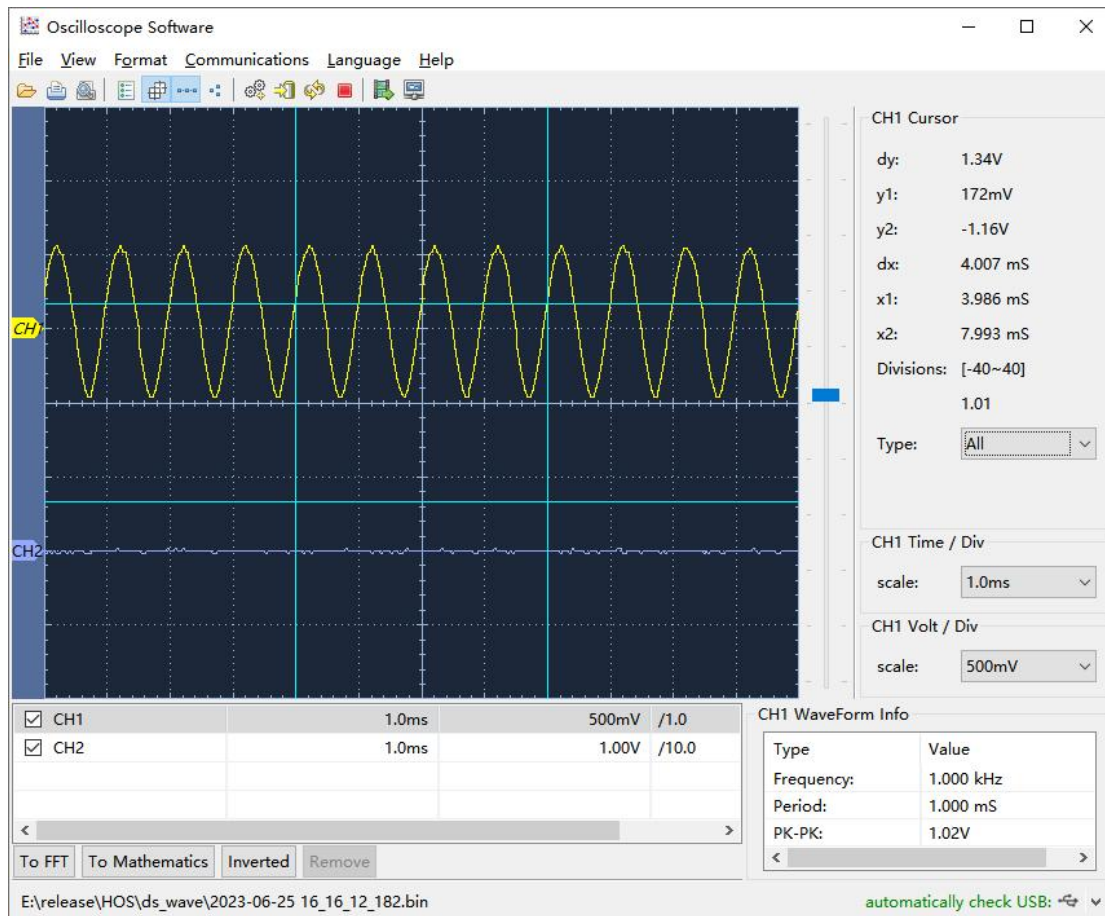 Oscilloscope Software
File View Format Communications Language Help
CH1 Cursor
dy: 1.34V
y1: 172mV
y2: -1.16V
dx: 4.007 mS
x1: 3.986 mS
x2: 7.993 mS
Divisions: [-40~40]
1.01
Type: All
CH
CH2
CH1 Time / Div
scale: 1.0ms
CH1 Volt / Div
scale: 500mV
CH1 1.0ms 500mV /1.0
CH2 1.0ms 1.00V /10.0
To FFT To Mathematics Inverted Remove
CH1 WaveForm Info
Type Value
Frequency: 1.000 kHz
Period: 1.000 mS
PK-PK: 1.02V
E:\release\HOS\ds_wave\2023-06-25 16_16_12_182.bin
automatically check USB: